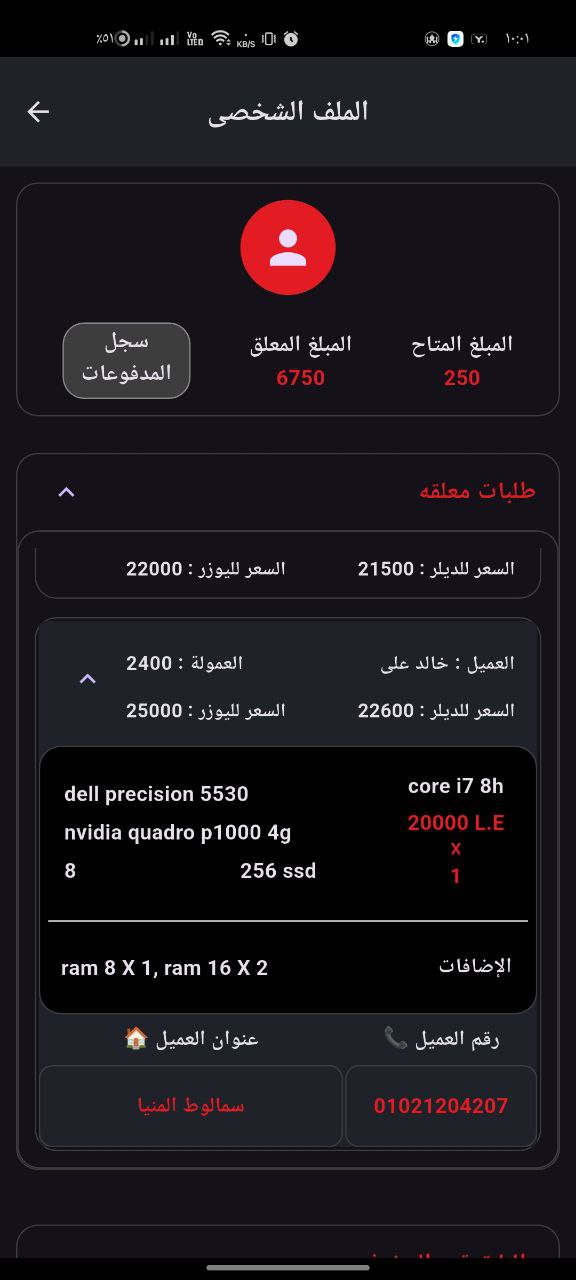 ٪٥١ Vo LTED KB/S ١٠:٠١
الملف الشخصى
المبلغ المتاح المبلغ المعلق سجل المدفوعات
250 6750
طلبات معلقه
السعر للديلر : 21500 السعر لليوزر : 22000
العميل : خالد على العمولة : 2400
السعر للديلر : 22600 السعر لليوزر : 25000
dell precision 5530 core i7 8h
nvidia quadro p1000 4g 20000 L.E
x
8 256 ssd 1
الإضافات ram 8 X 1, ram 16 X 2
رقم العميل عنوان العميل
01021204207 سمالوط المنيا